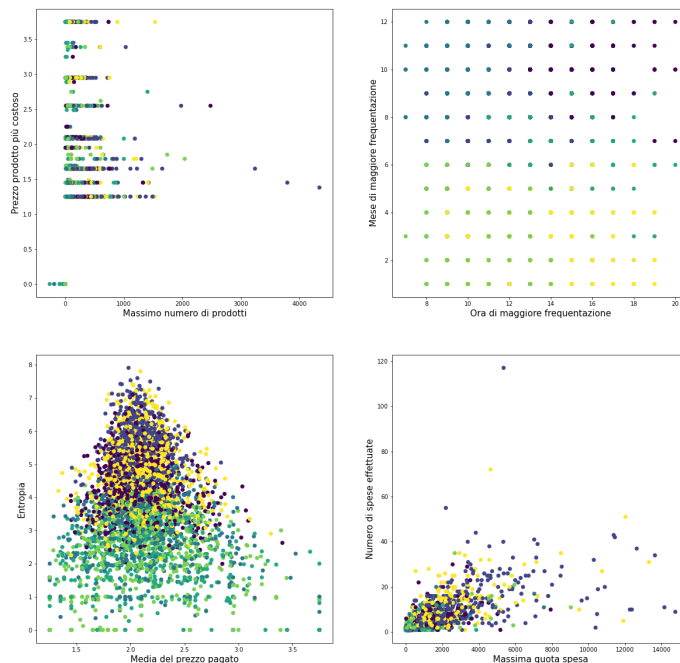 3.5
3.0
2.5
2.0
1.5
1.0
0.5
0.0
Prezzo prodotto più costoso
0 1000 2000 3000 4000
Massimo numero di prodotti
12
10
8
6
4
2
Mese di maggiore frequentazione
8 10 12 14 16 18 20
Ora di maggiore frequentazione
8
7
6
5
4
3
2
1
0
Entropia
1.5 2.0 2.5 3.0 3.5
Media del prezzo pagato
120
100
80
60
40
20
0
Numero di spese effettuate
0 2000 4000 6000 8000 10000 12000 14000
Massima quota spesa